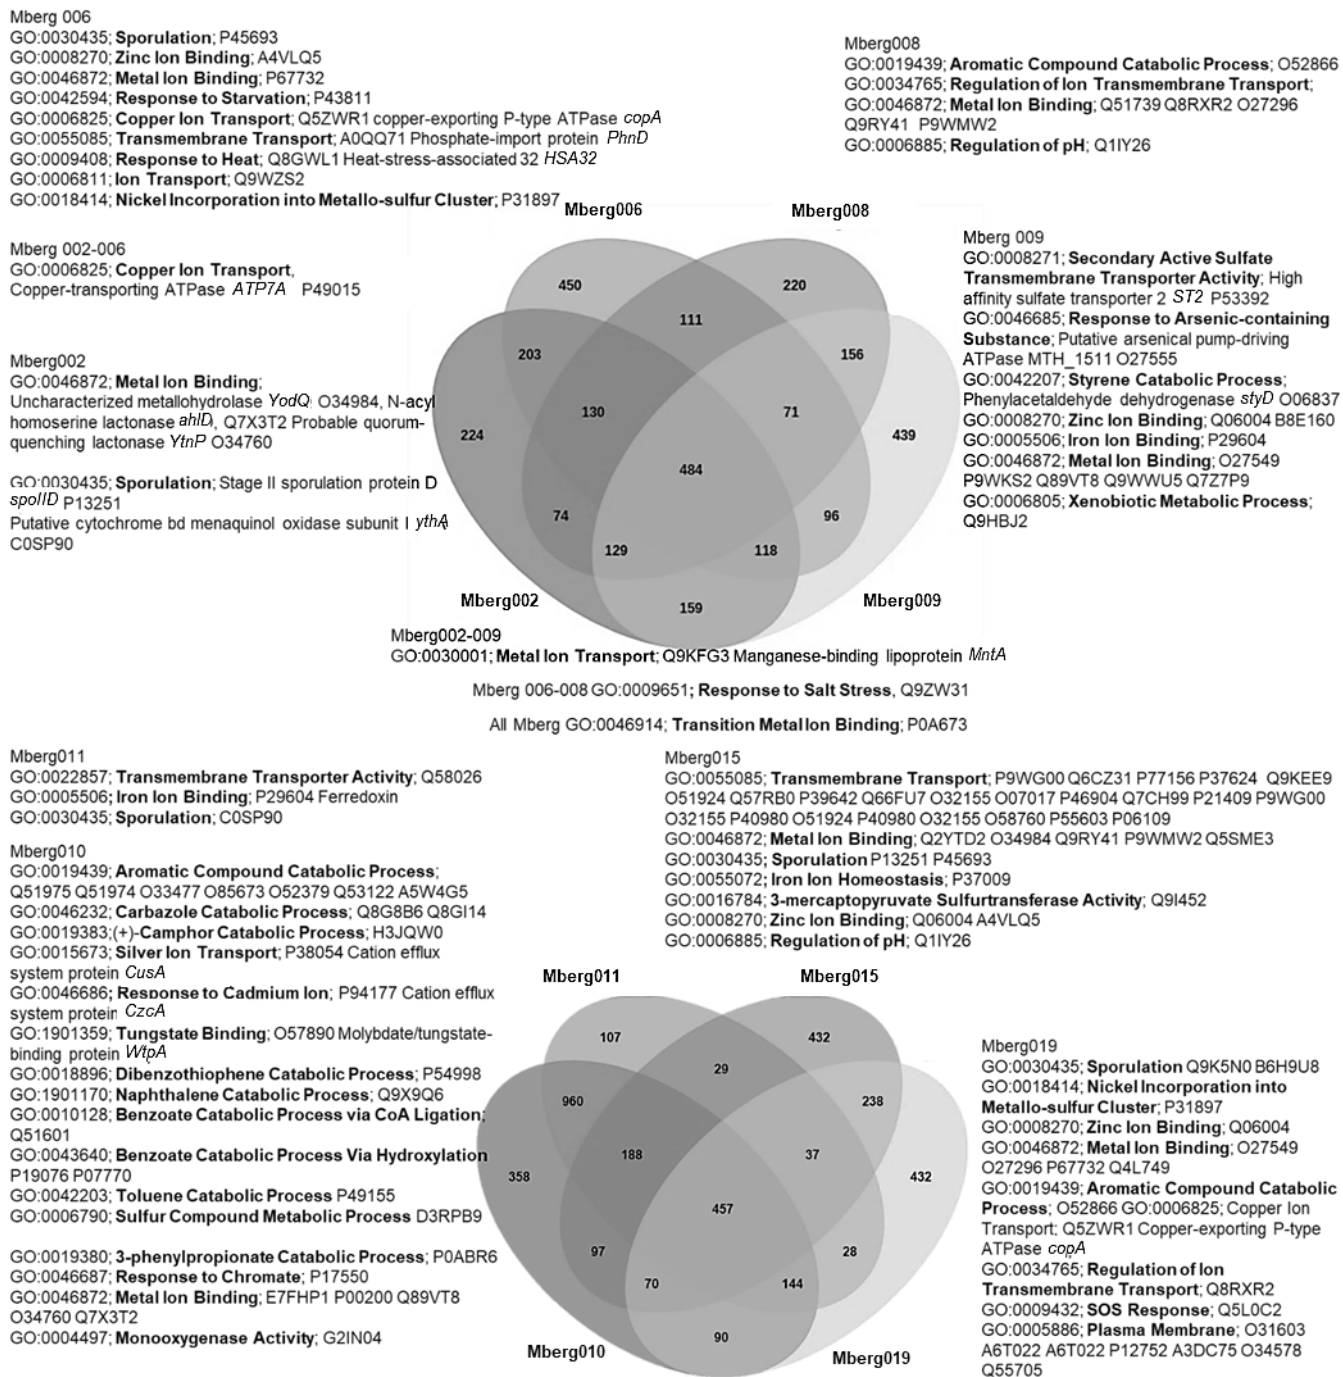 Mberg 006
GO:0030435; Sporulation; P45693
GO:0008270; Zinc Ion Binding; A4VLQ5
GO:0046872; Metal Ion Binding; P67732
GO:0042594; Response to Starvation; P43811
GO:0006825; Copper Ion Transport; Q5ZWR1 copper-exporting P-type ATPase copA
GO:0055085; Transmembrane Transport; A0QQ71 Phosphate-import protein PhnD
GO:0009408; Response to Heat; Q8GWL1 Heat-stress-associated 32 HSA32
GO:0006811; Ion Transport; Q9WZS2
GO:0018414; Nickel Incorporation into Metallo-sulfur Cluster; P31897
Mberg008
GO:0019439; Aromatic Compound Catabolic Process; O52866
GO:0034765; Regulation of Ion Transmembrane Transport;
GO:0046872; Metal Ion Binding; Q51739 Q8RXR2 O27296
Q9RY41 P9WMW2
GO:0006885; Regulation of pH; Q1IY26
Mberg 002-006
GO:0006825; Copper Ion Transport,
Copper-transporting ATPase ATP7A P49015
Mberg002
GO:0046872; Metal Ion Binding;
Uncharacterized metallohydrolase YodQ; O34984, N-acyl
homoserine lactonase ahlD), Q7X3T2 Probable quorum-
quenching lactonase YtnP O34760
GO:0030435; Sporulation; Stage II sporulation protein D
spoIID P13251
Putative cytochrome bd menaquinol oxidase subunit I ythA
C0SP90
Mberg006
Mberg008
450
220
111
203
156
130
71
224
439
484
74
96
129
118
159
Mberg002
Mberg009
Mberg 009
GO:0008271; Secondary Active Sulfate
Transmembrane Transporter Activity; High
affinity sulfate transporter 2 ST2 P53392
GO:0046685; Response to Arsenic-containing
Substance; Putative arsenical pump-driving
ATPase MTH_1511 O27555
GO:0042207; Styrene Catabolic Process;
Phenylacetaldehyde dehydrogenase styD O06837
GO:0008270; Zinc Ion Binding; Q06004 B8E160
GO:0005506; Iron Ion Binding; P29604
GO:0046872; Metal Ion Binding; O27549
P9WKS2 Q89VT8 Q9WWU5 Q7Z7P9
GO:0006805; Xenobiotic Metabolic Process;
Q9HBJ2
Mberg002-009
GO:0030001; Metal Ion Transport; Q9KFG3 Manganese-binding lipoprotein MntA
Mberg 006-008 GO:0009651; Response to Salt Stress, Q9ZW31
All Mberg GO:0046914; Transition Metal Ion Binding; P0A673
Mberg011
GO:0022857; Transmembrane Transporter Activity; Q58026
GO:0005506; Iron Ion Binding; P29604 Ferredoxin
GO:0030435; Sporulation; C0SP90
Mberg010
GO:0019439; Aromatic Compound Catabolic Process;
Q51975 Q51974 O33477 O85673 O52379 Q53122 A5W4G5
GO:0046232; Carbazole Catabolic Process; Q8G8B6 Q8GI14
GO:0019383;(+)-Camphor Catabolic Process; H3JQW0
GO:0015673; Silver Ion Transport; P38054 Cation efflux
system protein CusA
GO:0046686; Response to Cadmium Ion; P94177 Cation efflux
system protein CzcA
GO:1901359; Tungstate Binding; O57890 Molybdate/tungstate-
binding protein WtpA
GO:0018896; Dibenzothiophene Catabolic Process; P54998
GO:1901170; Naphthalene Catabolic Process; Q9X9Q6
GO:0010128; Benzoate Catabolic Process via CoA Ligation;
Q51601
GO:0043640; Benzoate Catabolic Process Via Hydroxylation
P19076 P07770
GO:0042203; Toluene Catabolic Process P49155
GO:0006790; Sulfur Compound Metabolic Process D3RPB9
GO:0019380; 3-phenylpropionate Catabolic Process; P0ABR6
GO:0046687; Response to Chromate; P17550
GO:0046872; Metal Ion Binding; E7FHP1 P00200 Q89VT8
O34760 Q7X3T2
GO:0004497; Monooxygenase Activity; G2IN04
Mberg015
GO:0055085; Transmembrane Transport; P9WG00 Q6CZ31 P77156 P37624 Q9KEE9
O51924 Q57RB0 P39642 Q66FU7 O32155 O07017 P46904 Q7CH99 P21409 P9WG00
O32155 P40980 O51924 P40980 O32155 O58760 P55603 P06109
GO:0046872; Metal Ion Binding; Q2YTD2 O34984 Q9RY41 P9WMW2 Q5SME3
GO:0030435; Sporulation P13251 P45693
GO:0055072; Iron Ion Homeostasis; P37009
GO:0016784; 3-mercaptopyruvate Sulfurtransferase Activity; Q9I452
GO:0008270; Zinc Ion Binding; Q06004 A4VLQ5
GO:0006885; Regulation of pH; Q1IY26
Mberg011
Mberg015
107
432
29
960
238
188
37
358
432
457
97
28
70
144
90
Mberg010
Mberg019
Mberg019
GO:0030435; Sporulation Q9K5N0 B6H9U8
GO:0018414; Nickel Incorporation into
Metallo-sulfur Cluster; P31897
GO:0008270; Zinc Ion Binding; Q06004
GO:0046872; Metal Ion Binding; O27549
O27296 P67732 Q4L749
GO:0019439; Aromatic Compound Catabolic
Process; O52866 GO:0006825; Copper Ion
Transport; Q5ZWR1 Copper-exporting P-type
ATPase copA
GO:0034765; Regulation of Ion
Transmembrane Transport; Q8RXR2
GO:0009432; SOS Response; Q5L0C2
GO:0005886; Plasma Membrane; O31603
A6T022 A6T022 P12752 A3DC75 O34578
Q55705